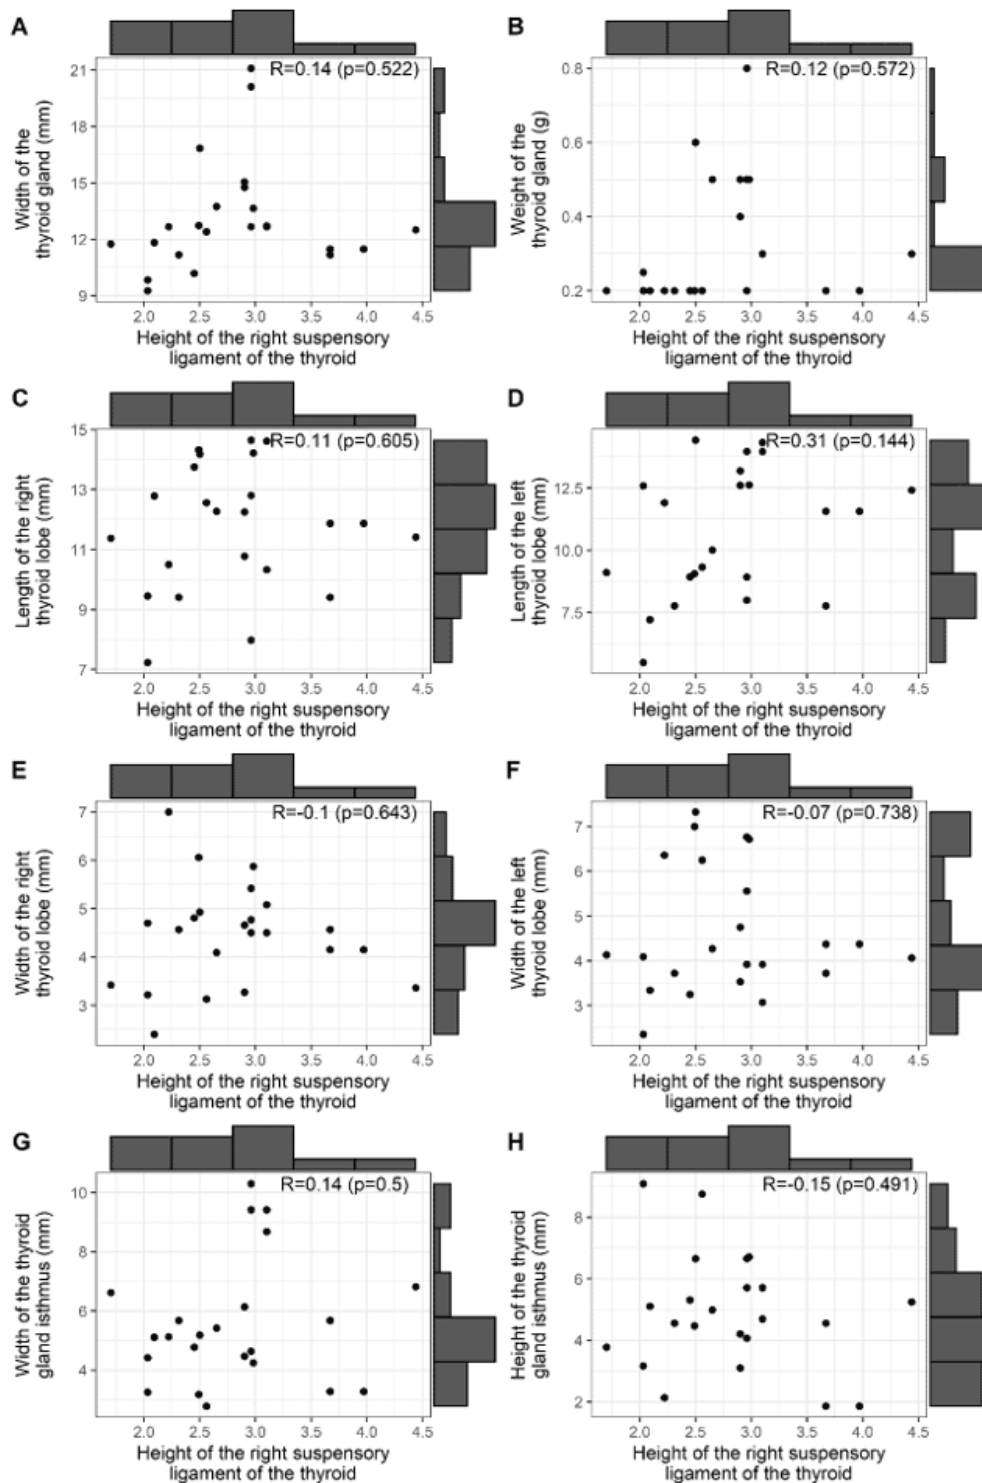 A
R=0.14 (p=0.522)
Width of the
thyroid gland (mm)
21
18
15
12
9
2.0 2.5 3.0 3.5 4.0 4.5
Height of the right suspensory
ligament of the thyroid
B
R=0.12 (p=0.572)
Weight of the
thyroid gland (g)
0.8
0.6
0.4
0.2
2.0 2.5 3.0 3.5 4.0 4.5
Height of the right suspensory
ligament of the thyroid
C
R=0.11 (p=0.605)
Length of the right
thyroid lobe (mm)
15
13
11
9
7
2.0 2.5 3.0 3.5 4.0 4.5
Height of the right suspensory
ligament of the thyroid
D
R=0.31 (p=0.144)
Length of the left
thyroid lobe (mm)
12.5
10.0
7.5
2.0 2.5 3.0 3.5 4.0 4.5
Height of the right suspensory
ligament of the thyroid
E
R=-0.1 (p=0.643)
Width of the right
thyroid lobe (mm)
7
6
5
4
3
2.0 2.5 3.0 3.5 4.0 4.5
Height of the right suspensory
ligament of the thyroid
F
R=-0.07 (p=0.738)
Width of the left
thyroid lobe (mm)
7
6
5
4
3
2.0 2.5 3.0 3.5 4.0 4.5
Height of the right suspensory
ligament of the thyroid
G
R=0.14 (p=0.5)
Width of the thyroid
gland isthmus (mm)
10
8
6
4
2.0 2.5 3.0 3.5 4.0 4.5
Height of the right suspensory
ligament of the thyroid
H
R=-0.15 (p=0.491)
Height of the thyroid
gland isthmus (mm)
8
6
4
2
2.0 2.5 3.0 3.5 4.0 4.5
Height of the right suspensory
ligament of the thyroid